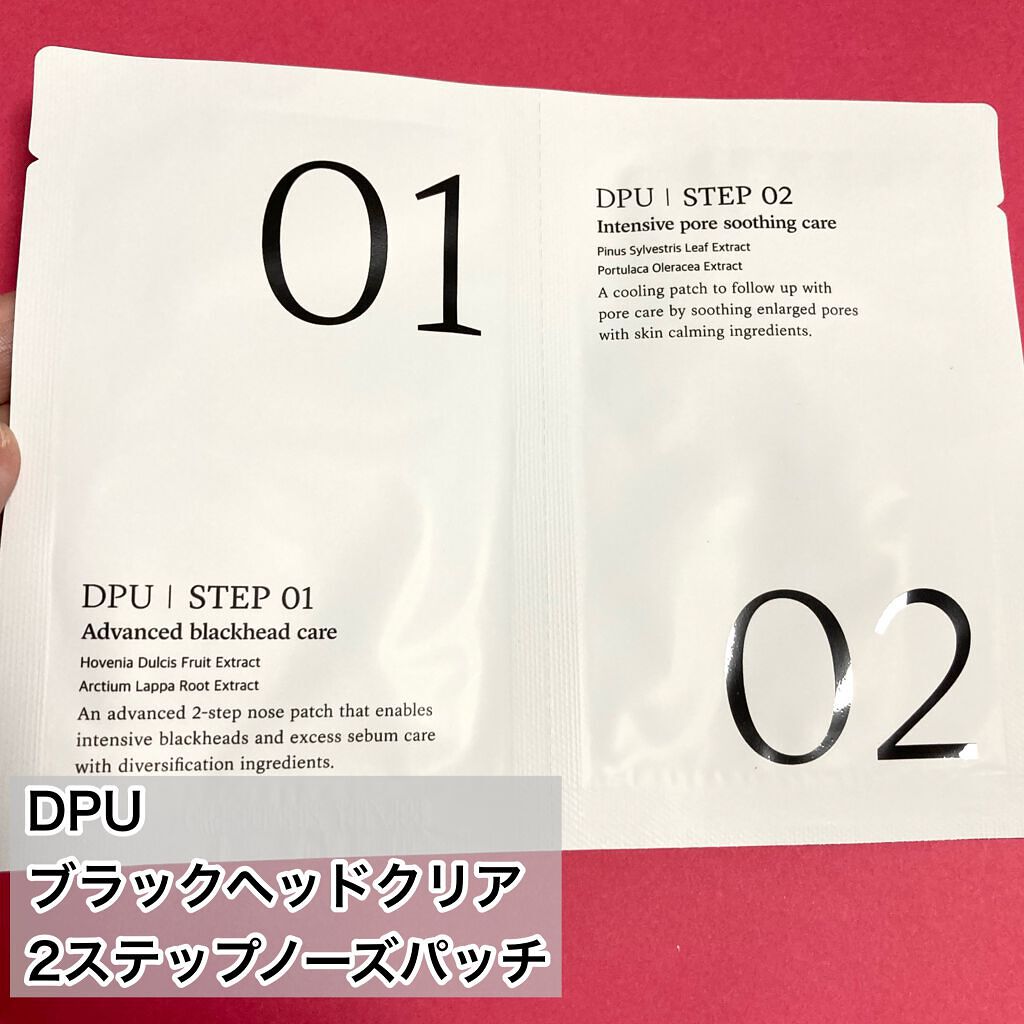 01
DPU | STEP 01
Advanced blackhead care
Hovenia Dulcis Fruit Extract
Arctium Lappa Root Extract
An advanced 2-step nose patch that enables
intensive blackheads and excess sebum care
with diversification ingredients.
DPU | STEP 02
Intensive pore soothing care
Pinus Sylvestris Leaf Extract
Portulaca Oleracea Extract
A cooling patch to follow up with
pore care by soothing enlarged pores
with skin calming ingredients.
02
DPU
ブラックヘッドクリア
2ステップノーズパッチ